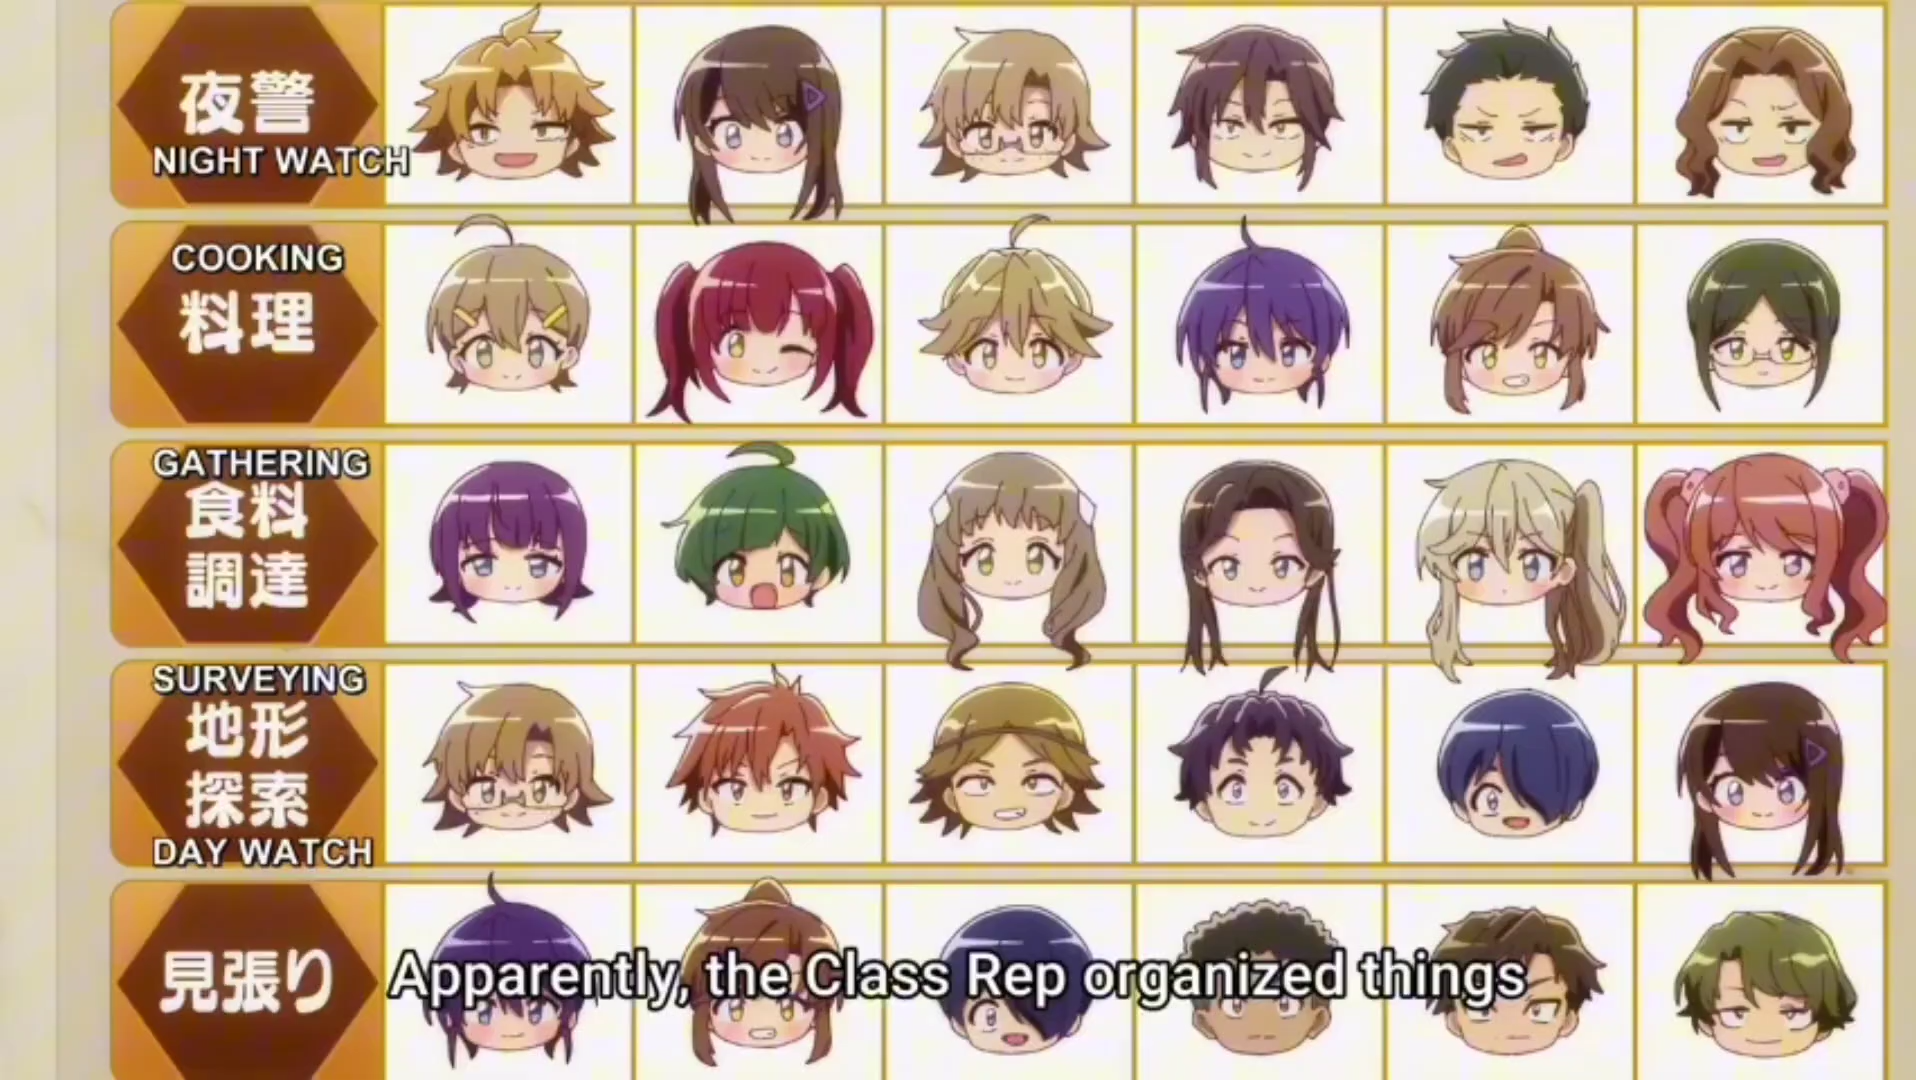 夜警
NIGHT WATCH
COOKING
料理
GATHERING
食料
調達
SURVEYING
地形
探索
DAY WATCH
見張り
Apparently, the Class Rep organized things